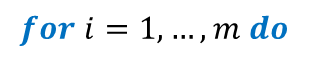 for i = 1, ..., m do